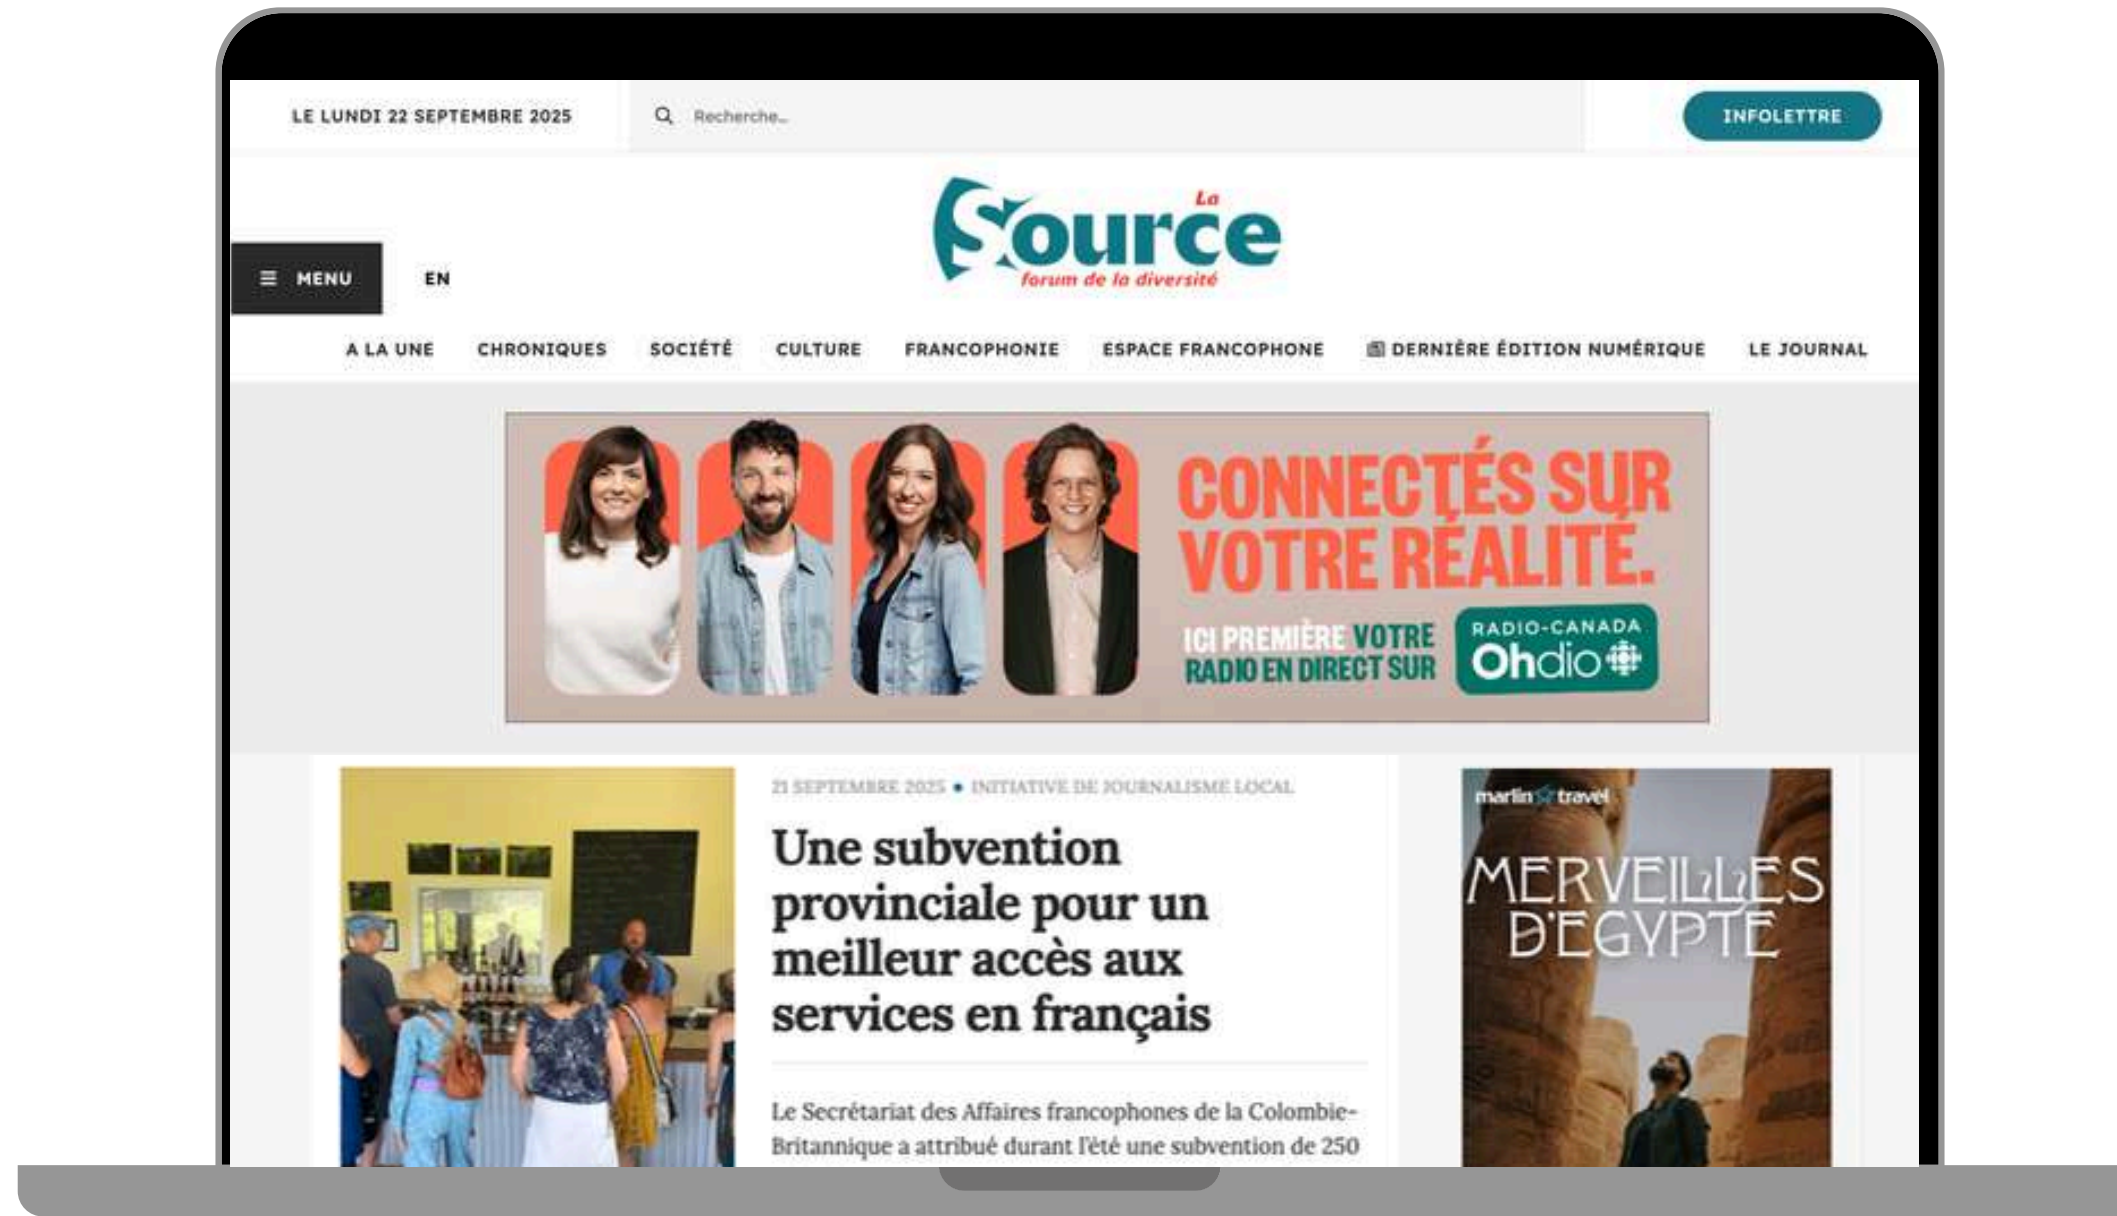 LE LUNDI 22 SEPTEMBRE 2025
Recherche...
INFOLETTRE
La
Source
forum de la diversité
MENU
EN
A LA UNE
CHRONIQUES
SOCIÉTÉ
CULTURE
FRANCOPHONIE
ESPACE FRANCOPHONE
DERNIÈRE ÉDITION NUMÉRIQUE
LE JOURNAL
CONNECTÉS SUR
VOTRE RÉALITÉ.
ICI PREMIÈRE VOTRE
RADIO EN DIRECT SUR
RADIO-CANADA
Ohdio
21 SEPTEMBRE 2025 • INITIATIVE DE JOURNALISME LOCAL
Une subvention
provinciale pour un
meilleur accès aux
services en français
Le Secrétariat des Affaires francophones de la Colombie-
Britannique a attribué durant l'été une subvention de 250
marlin travel
MERVEILLES
D'EGYPTE